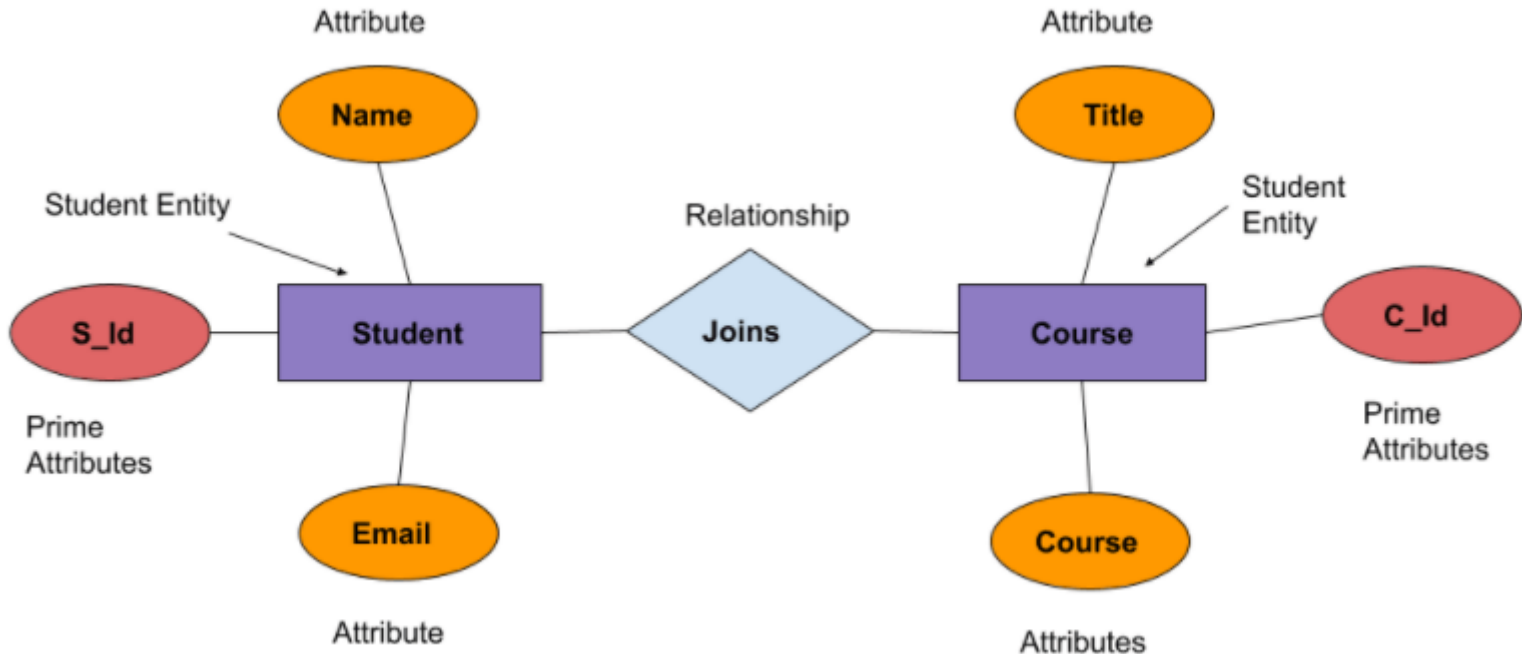 Attribute
Attribute
Name
Title
Student Entity
Student
Entity
Relationship
S_Id
Student
Joins
Course
C_Id
Prime
Attributes
Prime
Attributes
Email
Course
Attribute
Attributes